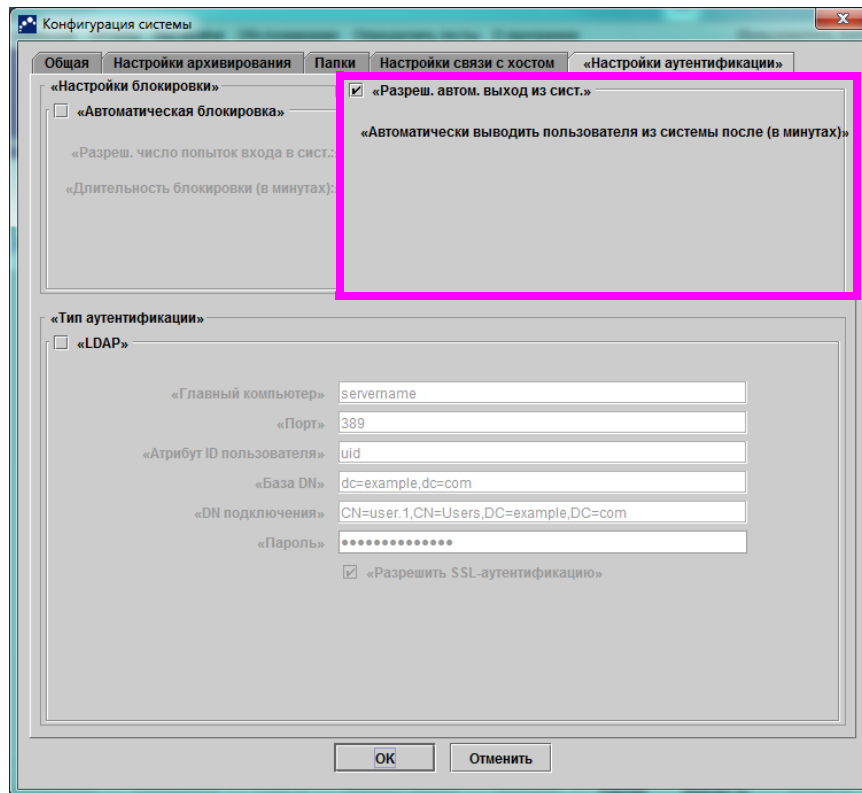 Конфигурация системы
Общая Настройки архивирования Папки Настройки связи с хостом «Настройки аутентификации»
«Настройки блокировки»
«Автоматическая блокировка»
«Разреш. число попыток входа в сист.:
«Длительность блокировки (в минутах):
«Разреш. автом. выход из сист.»
«Автоматически выводить пользователя из системы после (в минутах)»
«Тип аутентификации»
«LDAP»
«Главный компьютер» servername
«Порт» 389
«Атрибут ID пользователя» uid
«База DN» dc=example,dc=com
«DN подключения» CN=user.1,CN=Users,DC=example,DC=com
«Пароль» ••••••••••••••
«Разрешить SSL-аутентификацию»
OK Отменить